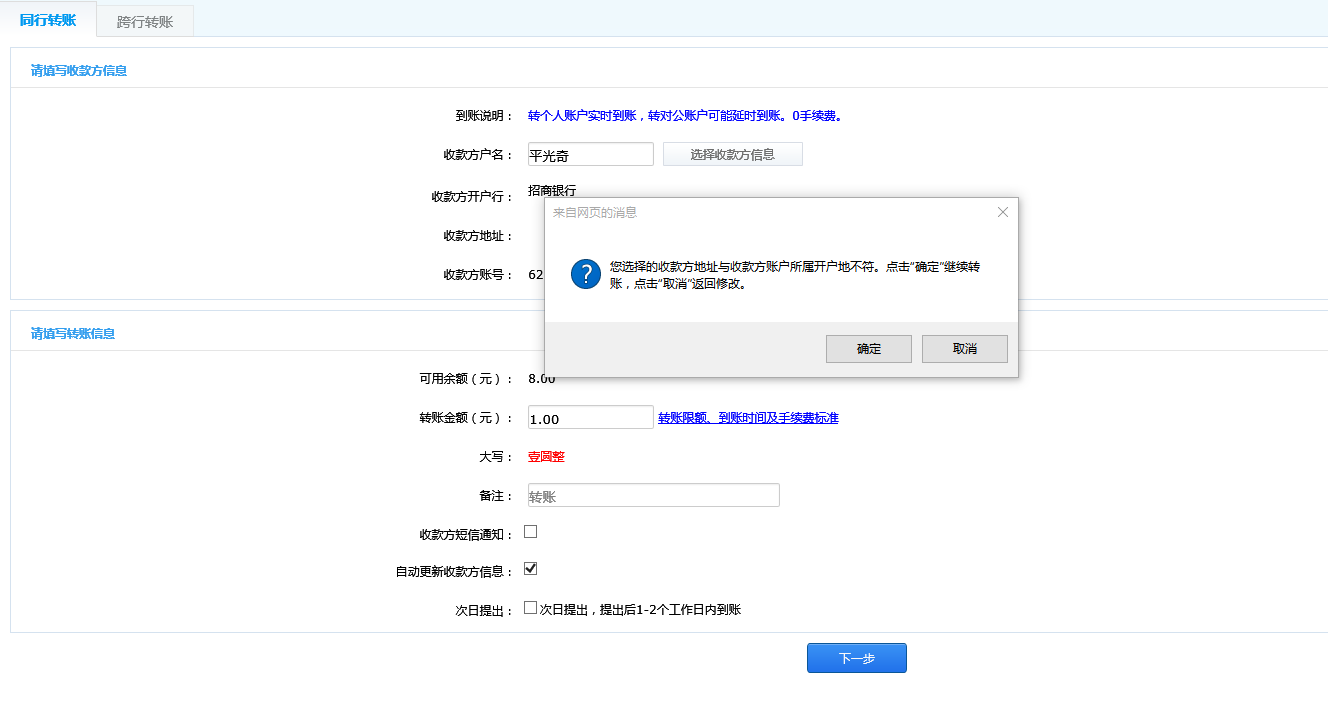 同行转账 跨行转账
请填写收款方信息
到账说明： 转个人账户实时到账，转对公账户可能延时到账。0手续费。
收款方户名： 平光奇 选择收款方信息
收款方开户行： 招商银行
收款方地址：
收款方账号： 62
来自网页的消息
您选择的收款方地址与收款方账户所属开户地不符。点击"确定"继续转
账，点击"取消"返回修改。
确定 取消
请填写转账信息
可用余额（元）： 8.00
转账金额（元）： 1.00 转账限额、到账时间及手续费标准
大写： 壹圆整
备注： 转账
收款方短信通知：
自动更新收款方信息：
次日提出： 次日提出，提出后1-2个工作日内到账
下一步